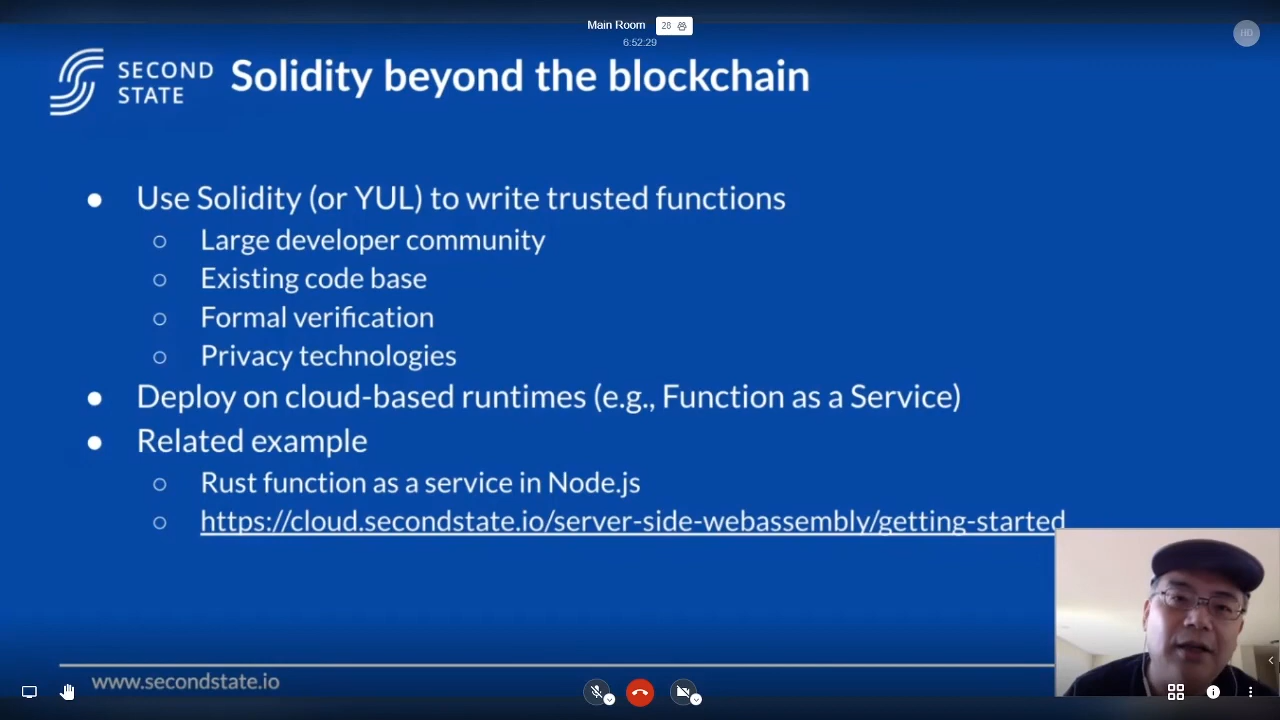 Main Room 28
6:52:29
HD
SECOND
STATE
Solidity beyond the blockchain
Use Solidity (or YUL) to write trusted functions
Large developer community
Existing code base
Formal verification
Privacy technologies
Deploy on cloud-based runtimes (e.g., Function as a Service)
Related example
Rust function as a service in Node.js
https://cloud.secondstate.io/server-side-webassembly/getting-started
www.secondstate.io